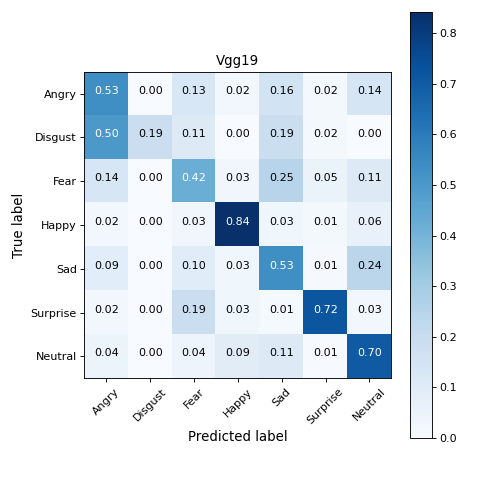 Vgg19
Angry 0.53 0.00 0.13 0.02 0.16 0.02 0.14
Disgust 0.50 0.19 0.11 0.00 0.19 0.02 0.00
Fear 0.14 0.00 0.42 0.03 0.25 0.05 0.11
Happy 0.02 0.00 0.03 0.84 0.03 0.01 0.06
Sad 0.09 0.00 0.10 0.03 0.53 0.01 0.24
Surprise 0.02 0.00 0.19 0.03 0.01 0.72 0.03
Neutral 0.04 0.00 0.04 0.09 0.11 0.01 0.70
True label
Angry Disgust Fear Happy Sad Surprise Neutral
Predicted label
0.8
0.7
0.6
0.5
0.4
0.3
0.2
0.1
0.0